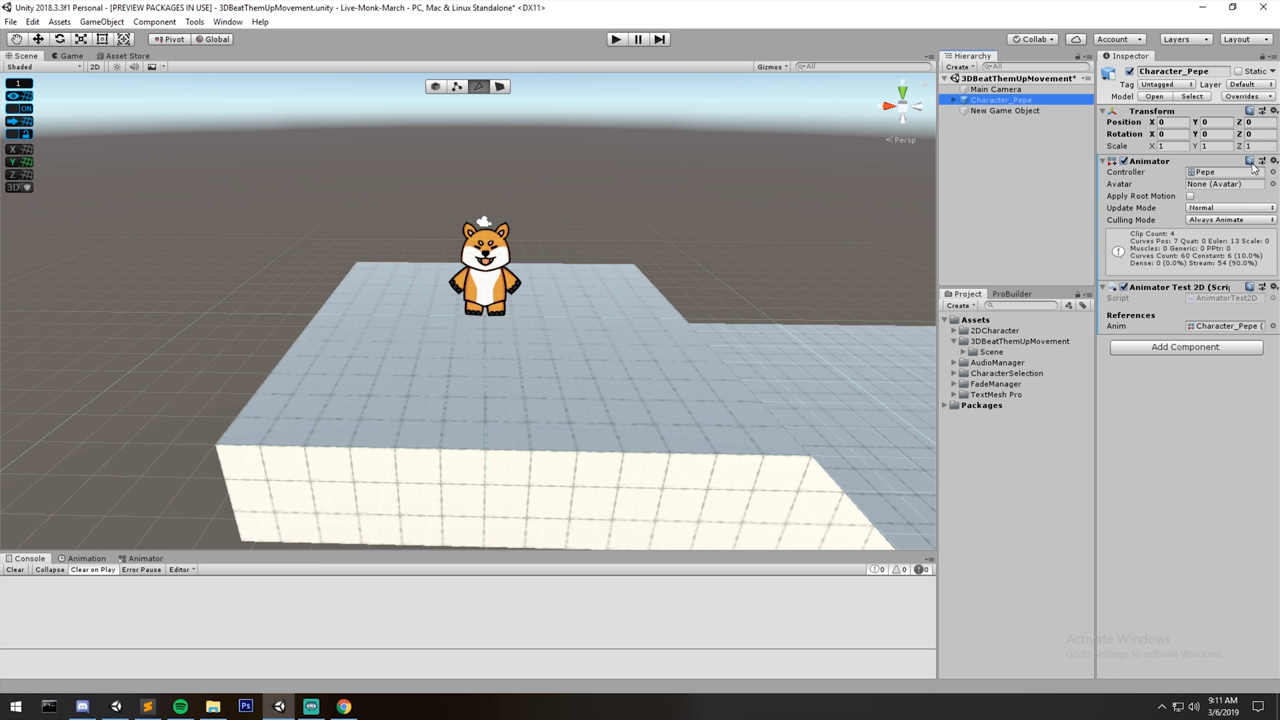 Unity 2018.3.3f1 Personal - [PREVIEW PACKAGES IN USE] - 3DBeatThemUpMovement.unity - Live-Monk-March - PC, Mac & Linux Standalone* <DX11>
File Edit Assets GameObject Component Tools Window Help
Pivot Global Collab Account Layers Layout
Scene Game Asset Store
Shaded 2D Gizmos All
1
ON
X
Y
Z
3D
Y
Persp
Hierarchy
Create All
3DBeatThemUpMovement*
Main Camera
Character_Pepe
New Game Object
Project ProBuilder
Create
Assets
2DCharacter
3DBeatThemUpMovement
Scene
AudioManager
CharacterSelection
FadeManager
TextMesh Pro
Packages
Inspector
Character_Pepe Static
Tag Untagged Layer Default
Model Open Select Overrides
Transform
Position X 0 Y 0 Z 0
Rotation X 0 Y 0 Z 0
Scale X 1 Y 1 Z 1
Animator
Controller Pepe
Avatar None (Avatar)
Apply Root Motion
Update Mode Normal
Culling Mode Always Animate
Clip Count: 4
Curves Pos: 7 Quat: 0 Euler: 13 Scale: 0
Muscles: 0 Generic: 0 PPtr: 0
Curves Count: 60 Constant: 6 (10.0%)
Dense: 0 (0.0%) Stream: 54 (90.0%)
Animator Test 2D (Scri
Script AnimatorTest2D
References
Anim Character_Pepe (
Add Component
Console Animation Animator
Clear Collapse Clear on Play Error Pause Editor 0 0 0
Activate Windows
Go to Settings to activate Windows.
9:11 AM
3/6/2019